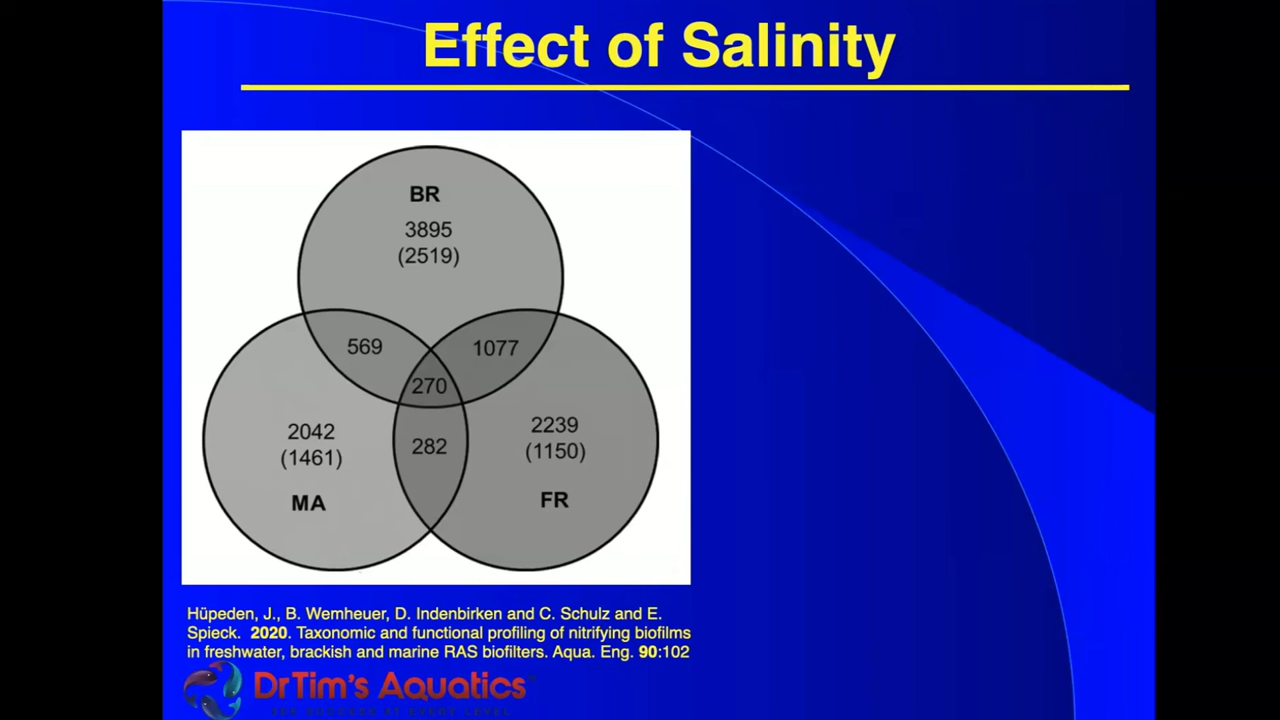 Effect of Salinity
BR
3895
(2519)
569
1077
270
2042
(1461)
282
2239
(1150)
MA
FR
Hüpeden, J., B. Wemheuer, D. Indenbirken and C. Schulz and E.
Spieck. 2020. Taxonomic and functional profiling of nitrifying biofilms
in freshwater, brackish and marine RAS biofilters. Aqua. Eng. 90:102
DrTim's Aquatics